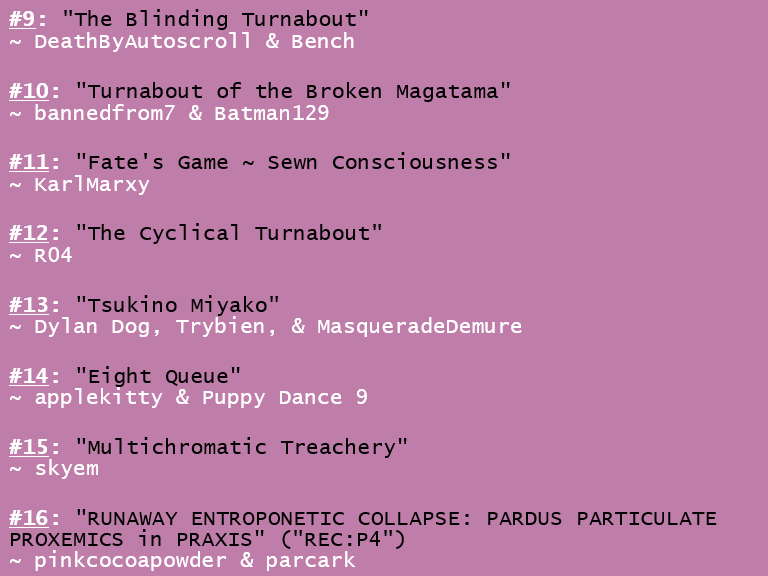 #9: "The Blinding Turnabout"
~ DeathByAutoscroll & Bench
#10: "Turnabout of the Broken Magatama"
~ bannedfrom7 & Batman129
#11: "Fate's Game ~ Sewn Consciousness"
~ KarlMarxy
#12: "The Cyclical Turnabout"
~ RO4
#13: "Tsukino Miyako"
~ Dylan Dog, Trybien, & MasqueradeDemure
#14: "Eight Queue"
~ applekitty & Puppy Dance 9
#15: "Multichromatic Treachery"
~ skyem
#16: "RUNAWAY ENTROPONETIC COLLAPSE: PARDUS PARTICULATE
PROXEMICS in PRAXIS" ("REC:P4")
~ pinkcocoapowder & parcark